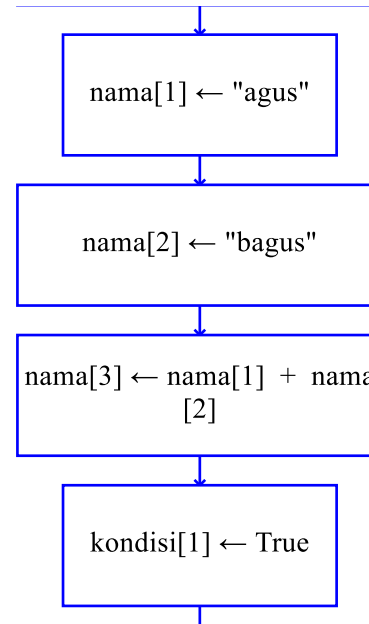 nama[1] ← "agus"
nama[2] ← "bagus"
nama[3] ← nama[1] + nama
[2]
kondisi[1] ← True